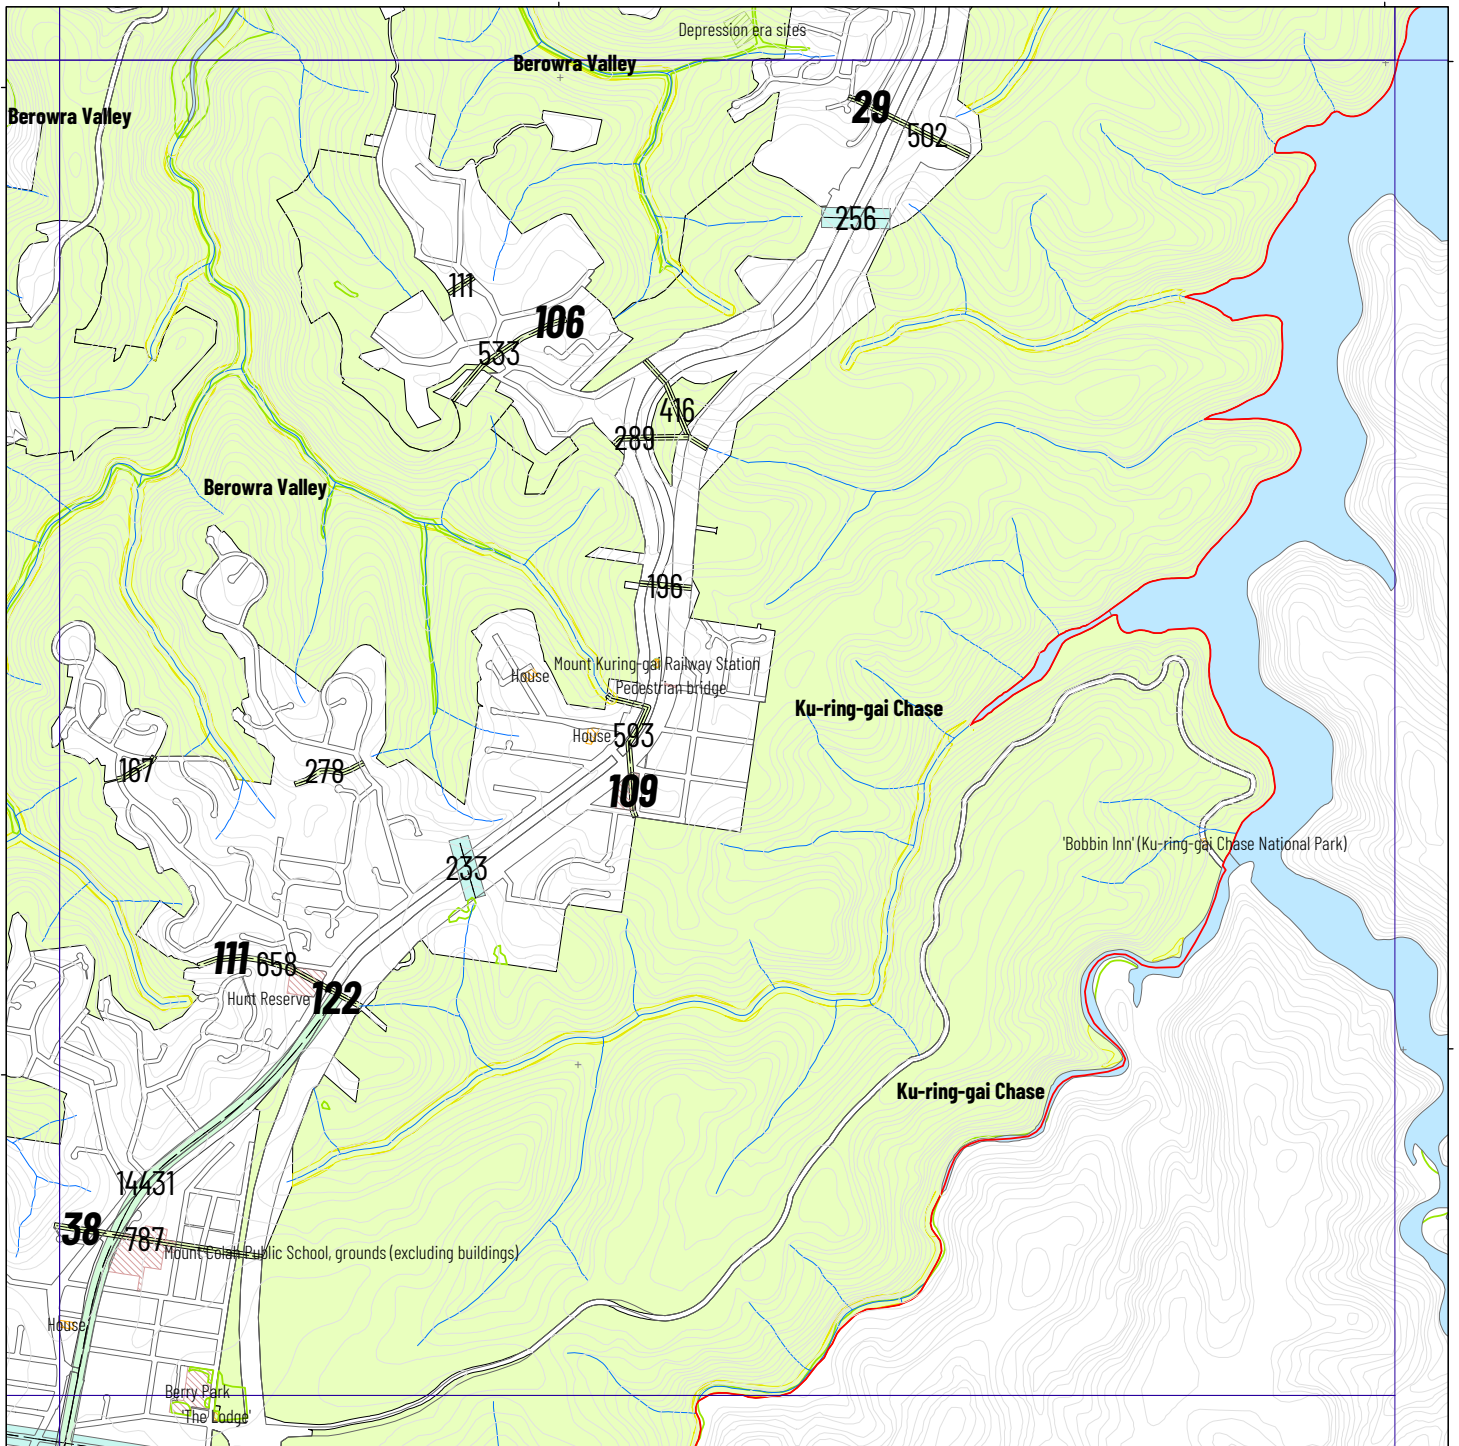 Depression era sites
Berowra Valley
Berowra Valley
29
502
256
111
106
533
416
289
Berowra Valley
196
Mount Kuring-gai Railway Station
House
Pedestrian bridge
Ku-ring-gai Chase
House
593
167
278
109
'Bobbin Inn' (Ku-ring-gai Chase National Park)
233
111
658
Hunt Reserve
122
Ku-ring-gai Chase
14431
38
787
Mount Colah Public School, grounds (excluding buildings)
House
Berry Park
'The Lodge'